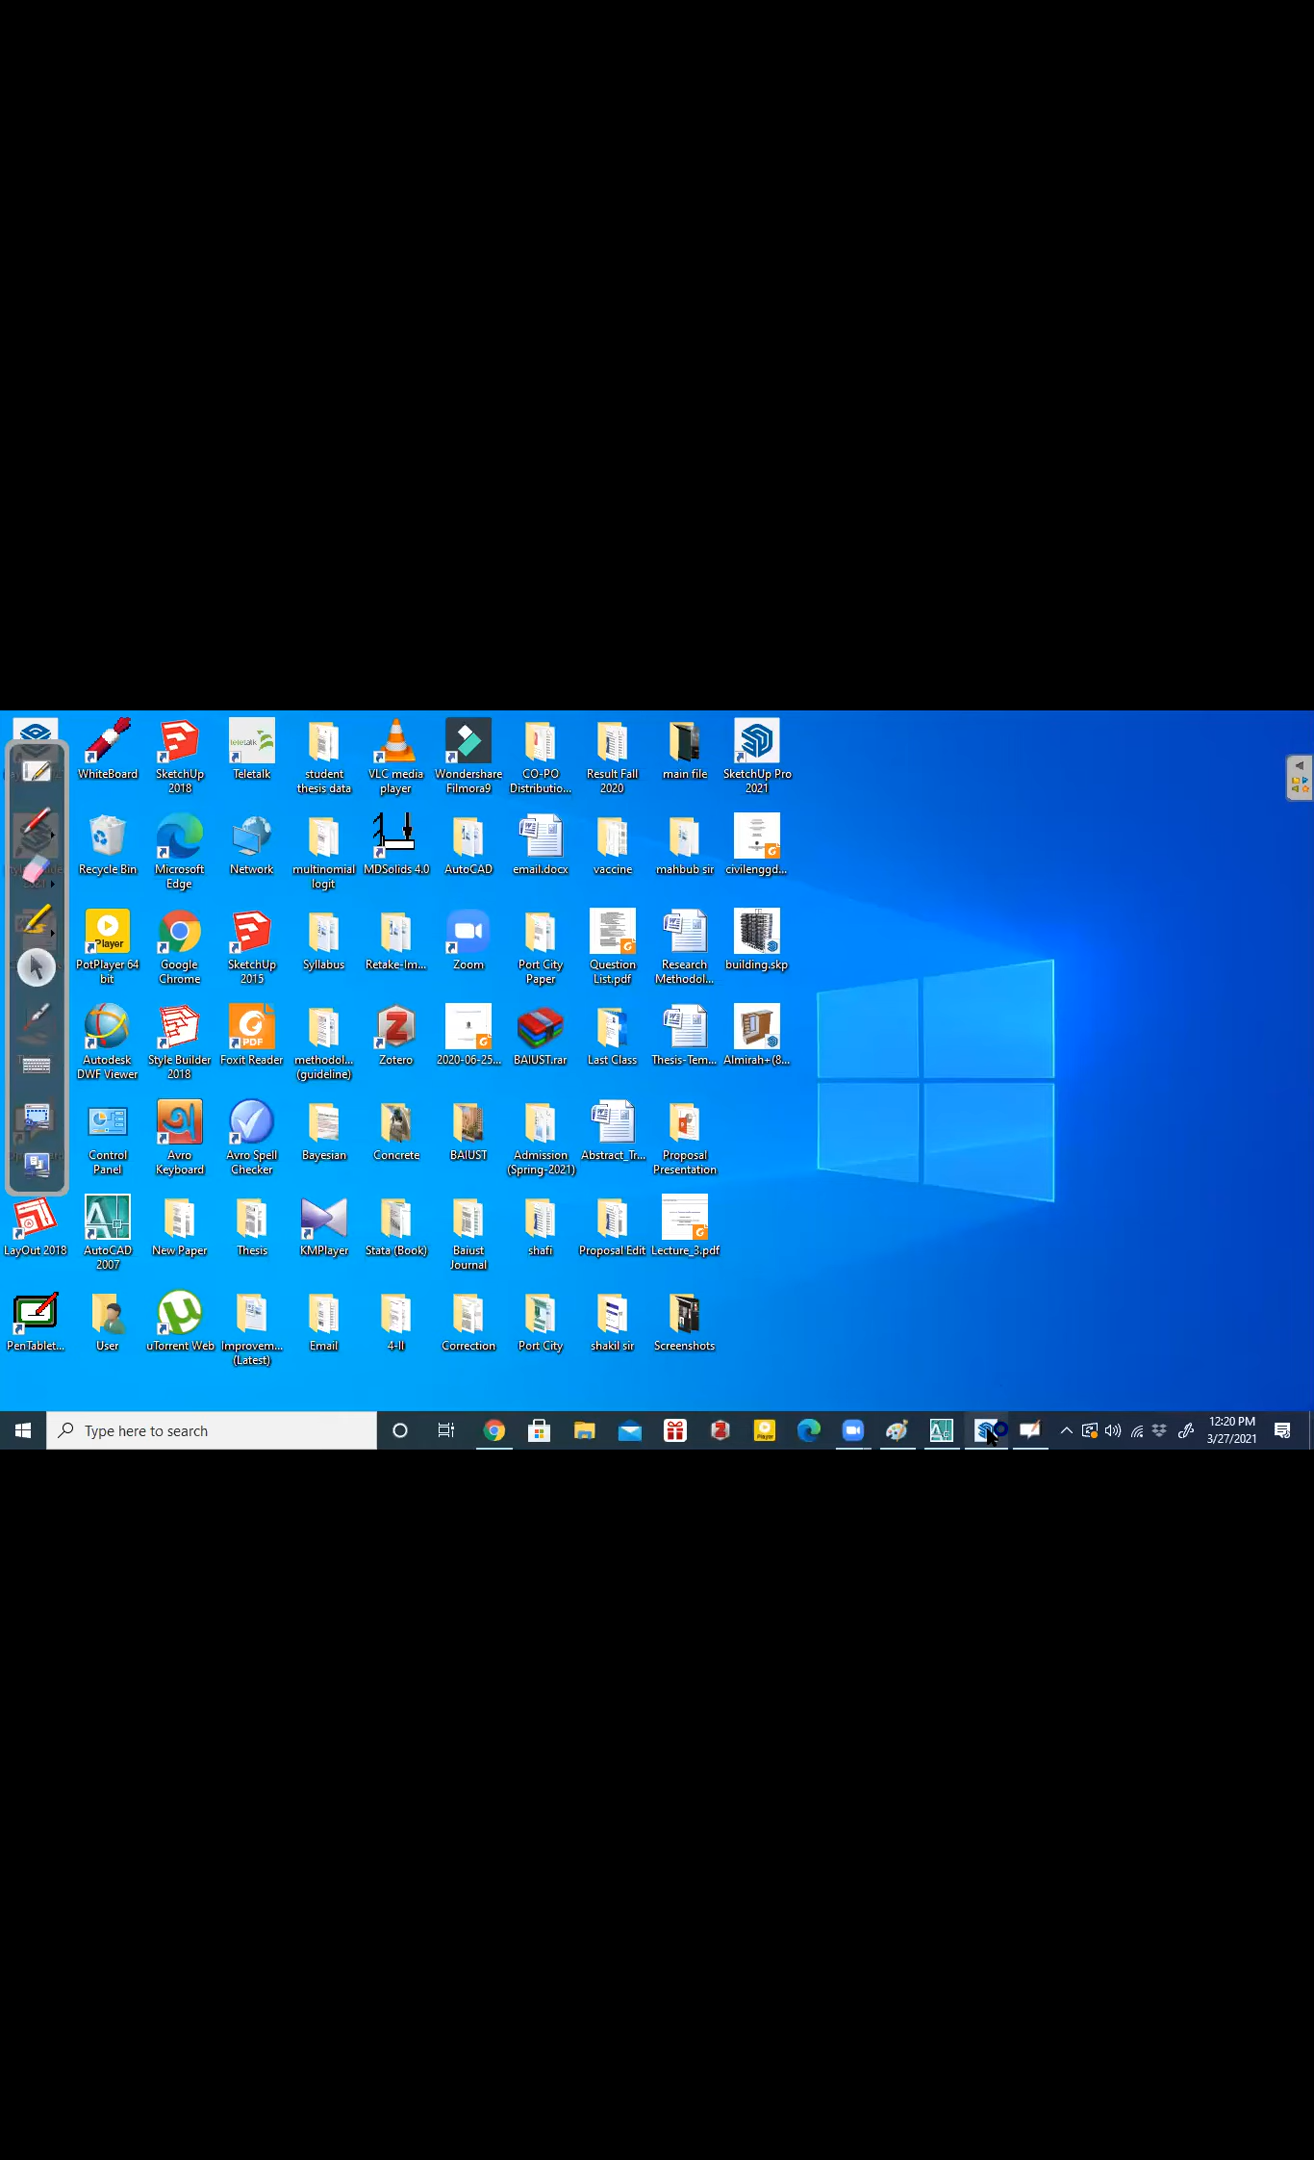 WhiteBoard
SketchUp
2018
Teletalk
student
thesis data
VLC media
player
Wondershare
Filmora9
CO-PO
Distributio...
Result Fall
2020
main file
SketchUp Pro
2021
Recycle Bin
Microsoft
Edge
Network
multinomial
logit
MDSolids 4.0
AutoCAD
email.docx
vaccine
mahbub sir
civilenggd...
Player
PotPlayer 64
bit
Google
Chrome
SketchUp
2015
Syllabus
Retake-Im...
Zoom
Port City
Paper
Question
List.pdf
Research
Methodol...
building.skp
Autodesk
DWF Viewer
Style Builder
2018
PDF
Foxit Reader
methodol...
(guideline)
Zotero
2020-06-25...
BAIUST.rar
Last Class
Thesis-Tem...
Almirah+(8...
Control
Panel
Avro
Keyboard
Avro Spell
Checker
Bayesian
Concrete
BAIUST
Admission
(Spring-2021)
Abstract_Tr...
Proposal
Presentation
LayOut 2018
AutoCAD
2007
New Paper
Thesis
KMPlayer
Stata (Book)
Baiust
Journal
shafi
Proposal Edit
Lecture_3.pdf
PenTablet...
User
uTorrent Web
Improvem...
(Latest)
Email
4-II
Correction
Port City
shakil sir
Screenshots
Type here to search
12:20 PM
3/27/2021